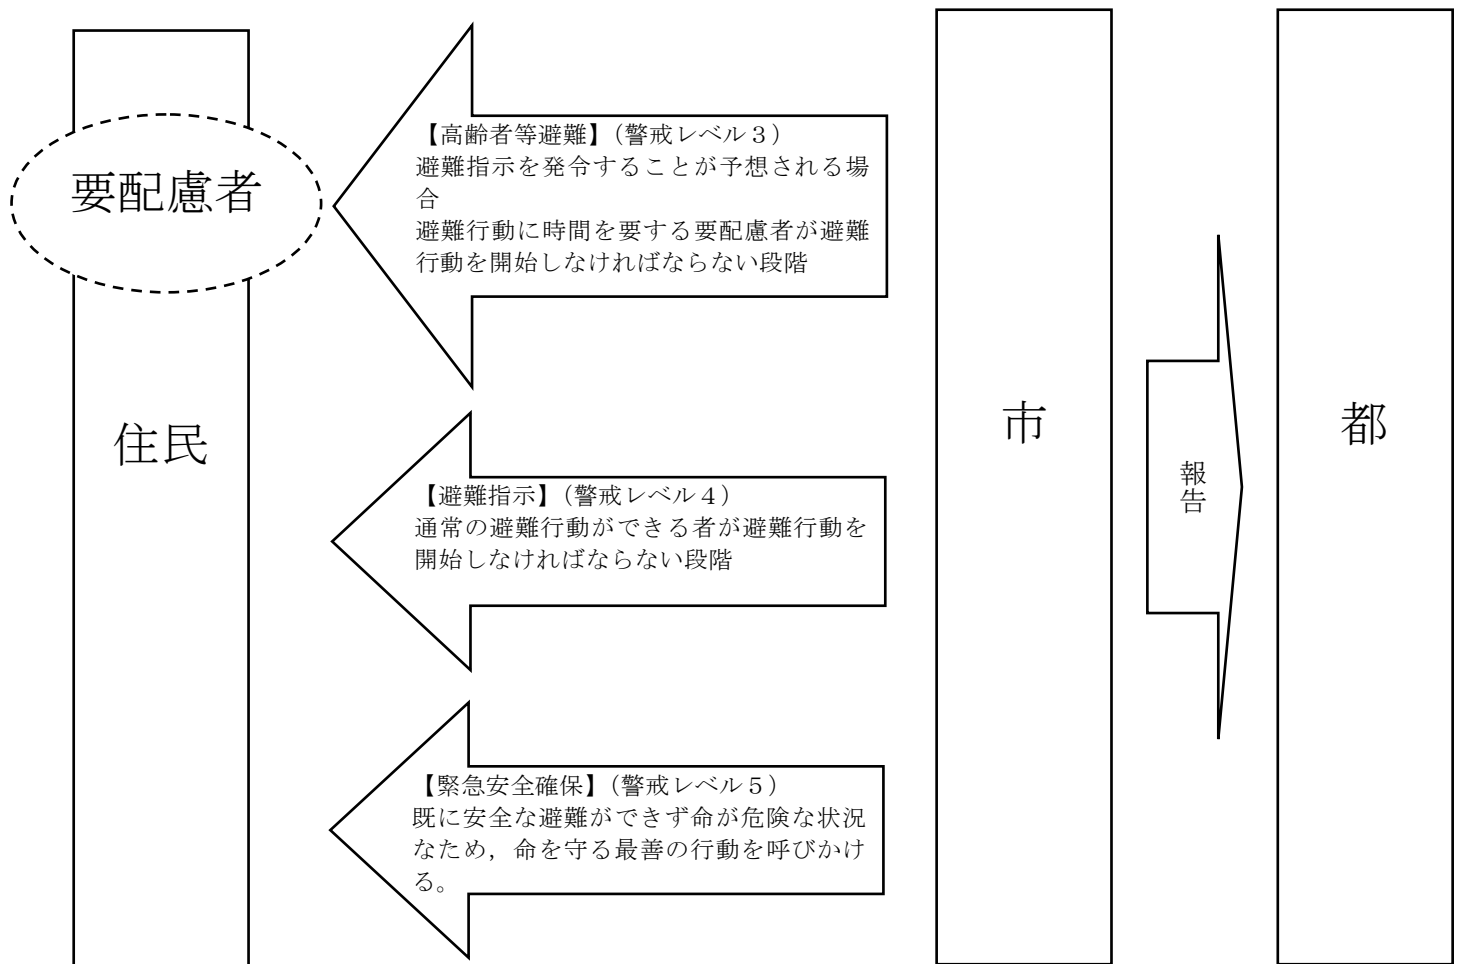 要配慮者
住民
【高齢者等避難】（警戒レベル３）
避難指示を発令することが予想される場
合
避難行動に時間を要する要配慮者が避難
行動を開始しなければならない段階
【避難指示】（警戒レベル４）
通常の避難行動ができる者が避難行動を
開始しなければならない段階
【緊急安全確保】（警戒レベル５）
既に安全な避難ができず命が危険な状況
なため，命を守る最善の行動を呼びかけ
る。
市
報告
都